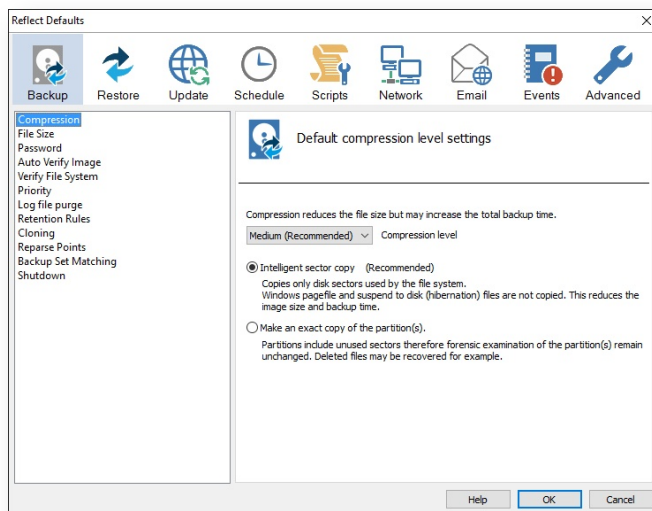 Reflect Defaults
Backup
Restore
Update
Schedule
Scripts
Network
Email
Events
Advanced
Compression
File Size
Password
Auto Verify Image
Verify File System
Priority
Log file purge
Retention Rules
Cloning
Reparse Points
Backup Set Matching
Shutdown
Default compression level settings
Compression reduces the file size but may increase the total backup time.
Medium (Recommended) Compression level
Intelligent sector copy (Recommended)
Copies only disk sectors used by the file system.
Windows pagefile and suspend to disk (hibernation) files are not copied. This reduces the
image size and backup time.
Make an exact copy of the partition(s).
Partitions include unused sectors therefore forensic examination of the partition(s) remain
unchanged. Deleted files may be recovered for example.
Help
OK
Cancel